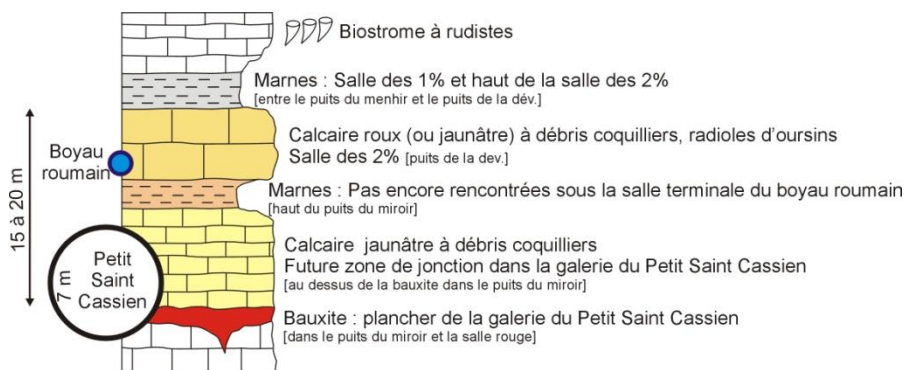 Biostrome à rudistes
Marnes : Salle des 1% et haut de la salle des 2%
[entre le puits du menhir et le puits de la dév.]
Calcaire roux (ou jaunâtre) à débris coquilliers, radioles d'oursins
Salle des 2% [puits de la dev.]
Boyau
roumain
Marnes : Pas encore rencontrées sous la salle terminale du boyau roumain
[haut du puits du miroir]
15 à 20 m
Calcaire jaunâtre à débris coquilliers
Future zone de jonction dans la galerie du Petit Saint Cassien
[au dessus de la bauxite dans le puits du miroir]
7 m
Petit
Saint
Cassien
Bauxite : plancher de la galerie du Petit Saint Cassien
[dans le puits du miroir et la salle rouge]